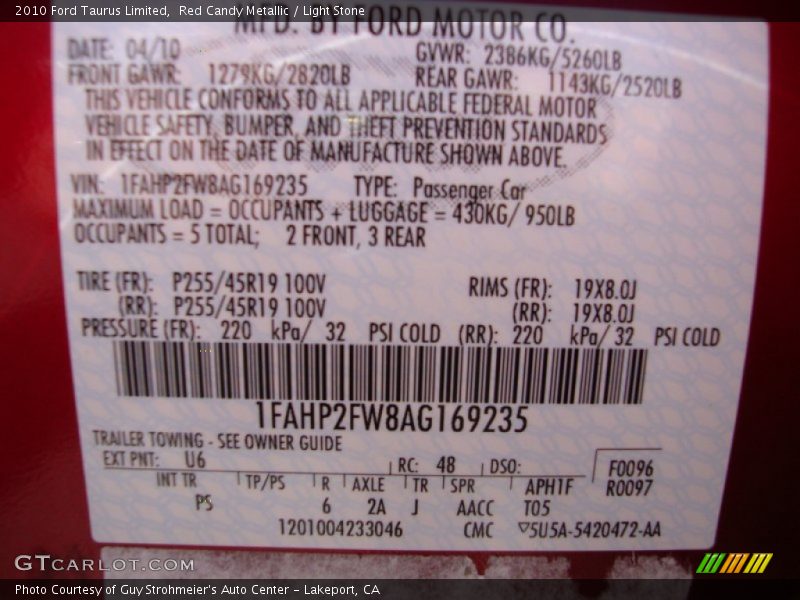 2010 Ford Taurus Limited, Red Candy Metallic / Light Stone
MFD. BY FORD MOTOR CO.
DATE: 04/10 GVWR: 2386KG/5260LB
FRONT GAWR: 1279KG/2820LB REAR GAWR: 1143KG/2520LB
THIS VEHICLE CONFORMS TO ALL APPLICABLE FEDERAL MOTOR
VEHICLE SAFETY, BUMPER, AND THEFT PREVENTION STANDARDS
IN EFFECT ON THE DATE OF MANUFACTURE SHOWN ABOVE.
VIN: 1FAHP2FW8AG169235 TYPE: Passenger Car
MAXIMUM LOAD = OCCUPANTS + LUGGAGE = 430KG/ 950LB
OCCUPANTS = 5 TOTAL; 2 FRONT, 3 REAR
TIRE (FR): P255/45R19 100V RIMS (FR): 19X8.0J
(RR): P255/45R19 100V (RR): 19X8.0J
PRESSURE (FR): 220 kPa/ 32 PSI COLD (RR): 220 kPa/ 32 PSI COLD
1FAHP2FW8AG169235
TRAILER TOWING - SEE OWNER GUIDE
EXT PNT: U6 RC: 48 DSO: F0096
INT TR TP/PS R AXLE TR SPR APH1F R0097
PS 6 2A J AACC T05
1201004233046 CMC ▽5U5A-5420472-AA
GTCARLOT.COM
Photo Courtesy of Guy Strohmeier's Auto Center – Lakeport, CA